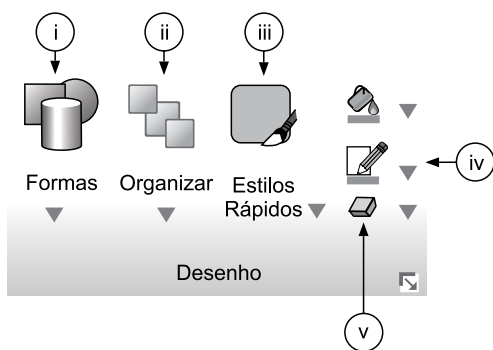 i
ii
iii
iv
Formas
Organizar
Estilos
Rápidos
Desenho
v